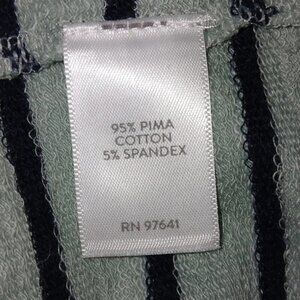 95% PIMA
COTTON
5% SPANDEX
RN 97641